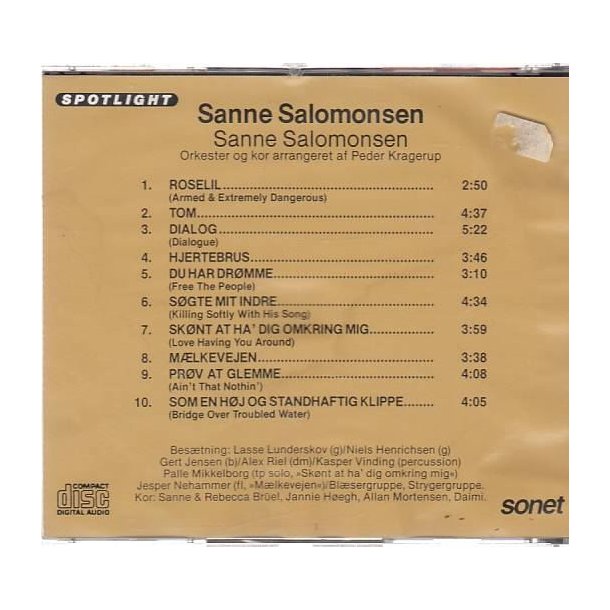 SPOTLIGHT
Sanne Salomonsen
Sanne Salomonsen
Orkester og kor arrangeret af Peder Kragerup
1. ROSELIL........................................ 2:50
(Armed & Extremely Dangerous)
2. TOM............................................. 4:37
3. DIALOG......................................... 5:22
(Dialogue)
4. HJERTEBRUS................................ 3:46
5. DU HAR DRØMME............................ 3:10
(Free The People)
6. SØGTE MIT INDRE........................... 4:34
(Killing Softly With His Song)
7. SKØNT AT HA' DIG OMKRING MIG............ 3:59
(Love Having You Around)
8. MÆLKEVEJEN................................ 3:38
9. PRØV AT GLEMME............................ 4:08
(Ain't That Nothin')
10. SOM EN HØJ OG STANDHAFTIG KLIPPE........ 4:05
(Bridge Over Troubled Water)
Besætning: Lasse Lunderskov (g)/Niels Henrichsen (g)
Gert Jensen (b)/Alex Riel (dm)/Kasper Vinding (percussion)
Palle Mikkelborg (tp solo, »Skønt at ha' dig omkring mig«)
Jesper Nehammer (fl, »Mælkevejen«)/Blæsergruppe, Strygergruppe.
Kor: Sanne & Rebecca Brüel, Jannie Høegh, Allan Mortensen, Daimi.
COMPACT
disc
DIGITAL AUDIO
sonet